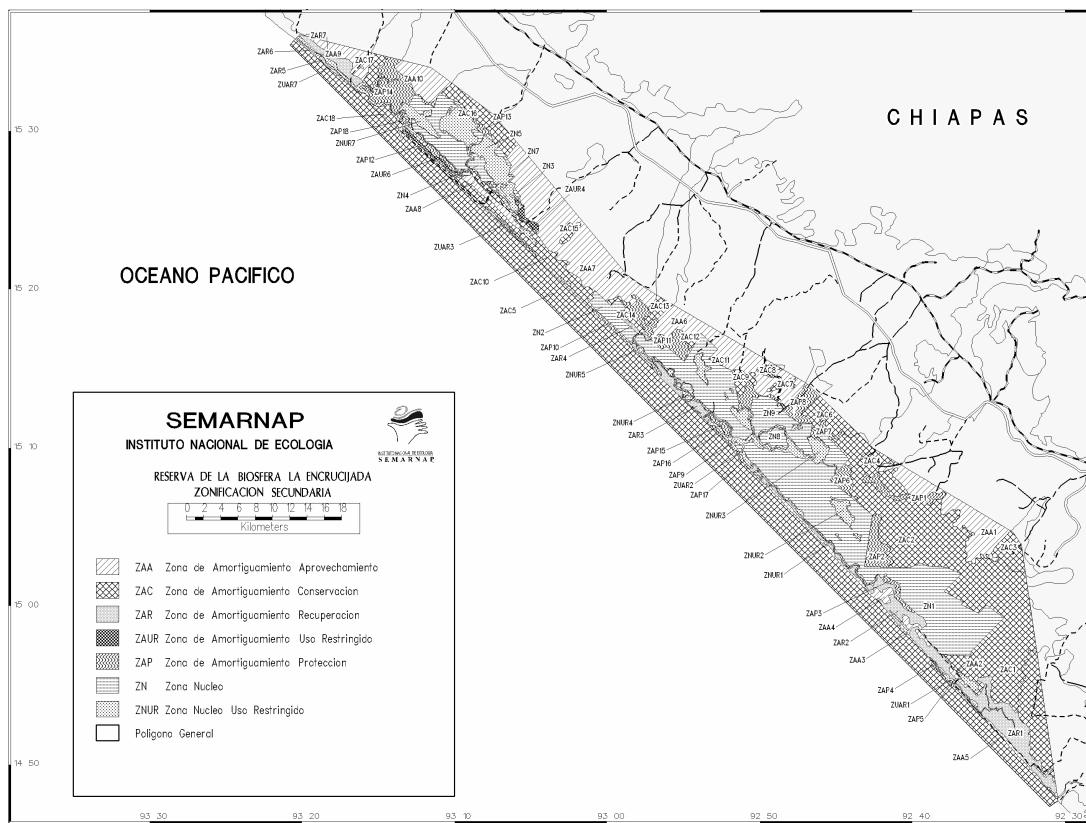 ZAR7
ZAR6
ZAA9
ZAR5
ZAC17
ZUAR7
ZAA10
ZAP14
CHIAPAS
ZAC18
ZAC16
ZAP13
15 30
ZAP18
ZN5
ZNUR7
ZN7
ZAP12
ZN3
ZAUR6
ZAUR4
ZN4
ZAA8
ZAC15
ZUAR3
OCEANO PACIFICO
ZAA7
ZAC10
15 20
ZAC5
ZAC13
ZAC14
ZAA6
ZN2
ZAP11
ZAC12
ZAP10
ZAR4
ZAC11
ZNUR5
ZAC9
ZAC8
ZAC7
ZAP8
ZN9
ZAC6
ZNUR4
ZAP7
ZAR3
ZN8
15 10
ZAP15
ZAP16
ZAC4
ZAP9
ZAP6
ZUAR2
ZAP17
ZAP1
ZNUR3
ZAA1
ZAC2
ZAC3
ZNUR2
ZAP2
ZNUR1
15 00
ZN1
ZAP3
ZAA4
ZAR2
ZAA3
ZAA2
ZAC1
ZAP4
ZUAR1
ZAP5
ZAR1
ZAA5
14 50
SEMARNAP
INSTITUTO NACIONAL DE ECOLOGIA
INSTITUTO NACIONAL DE ECOLOGIA
SEMARNAP
RESERVA DE LA BIOSFERA LA ENCRUCIJADA
ZONIFICACION SECUNDARIA
0 2 4 6 8 10 12 14 16 18
Kilometers
ZAA Zona de Amortiguamiento Aprovechamiento
ZAC Zona de Amortiguamiento Conservacion
ZAR Zona de Amortiguamiento Recuperacion
ZAUR Zona de Amortiguamiento Uso Restringido
ZAP Zona de Amortiguamiento Proteccion
ZN Zona Nucleo
ZNUR Zona Nucleo Uso Restringido
Poligono General
93 30 93 20 93 10 93 00 92 50 92 40 92 30